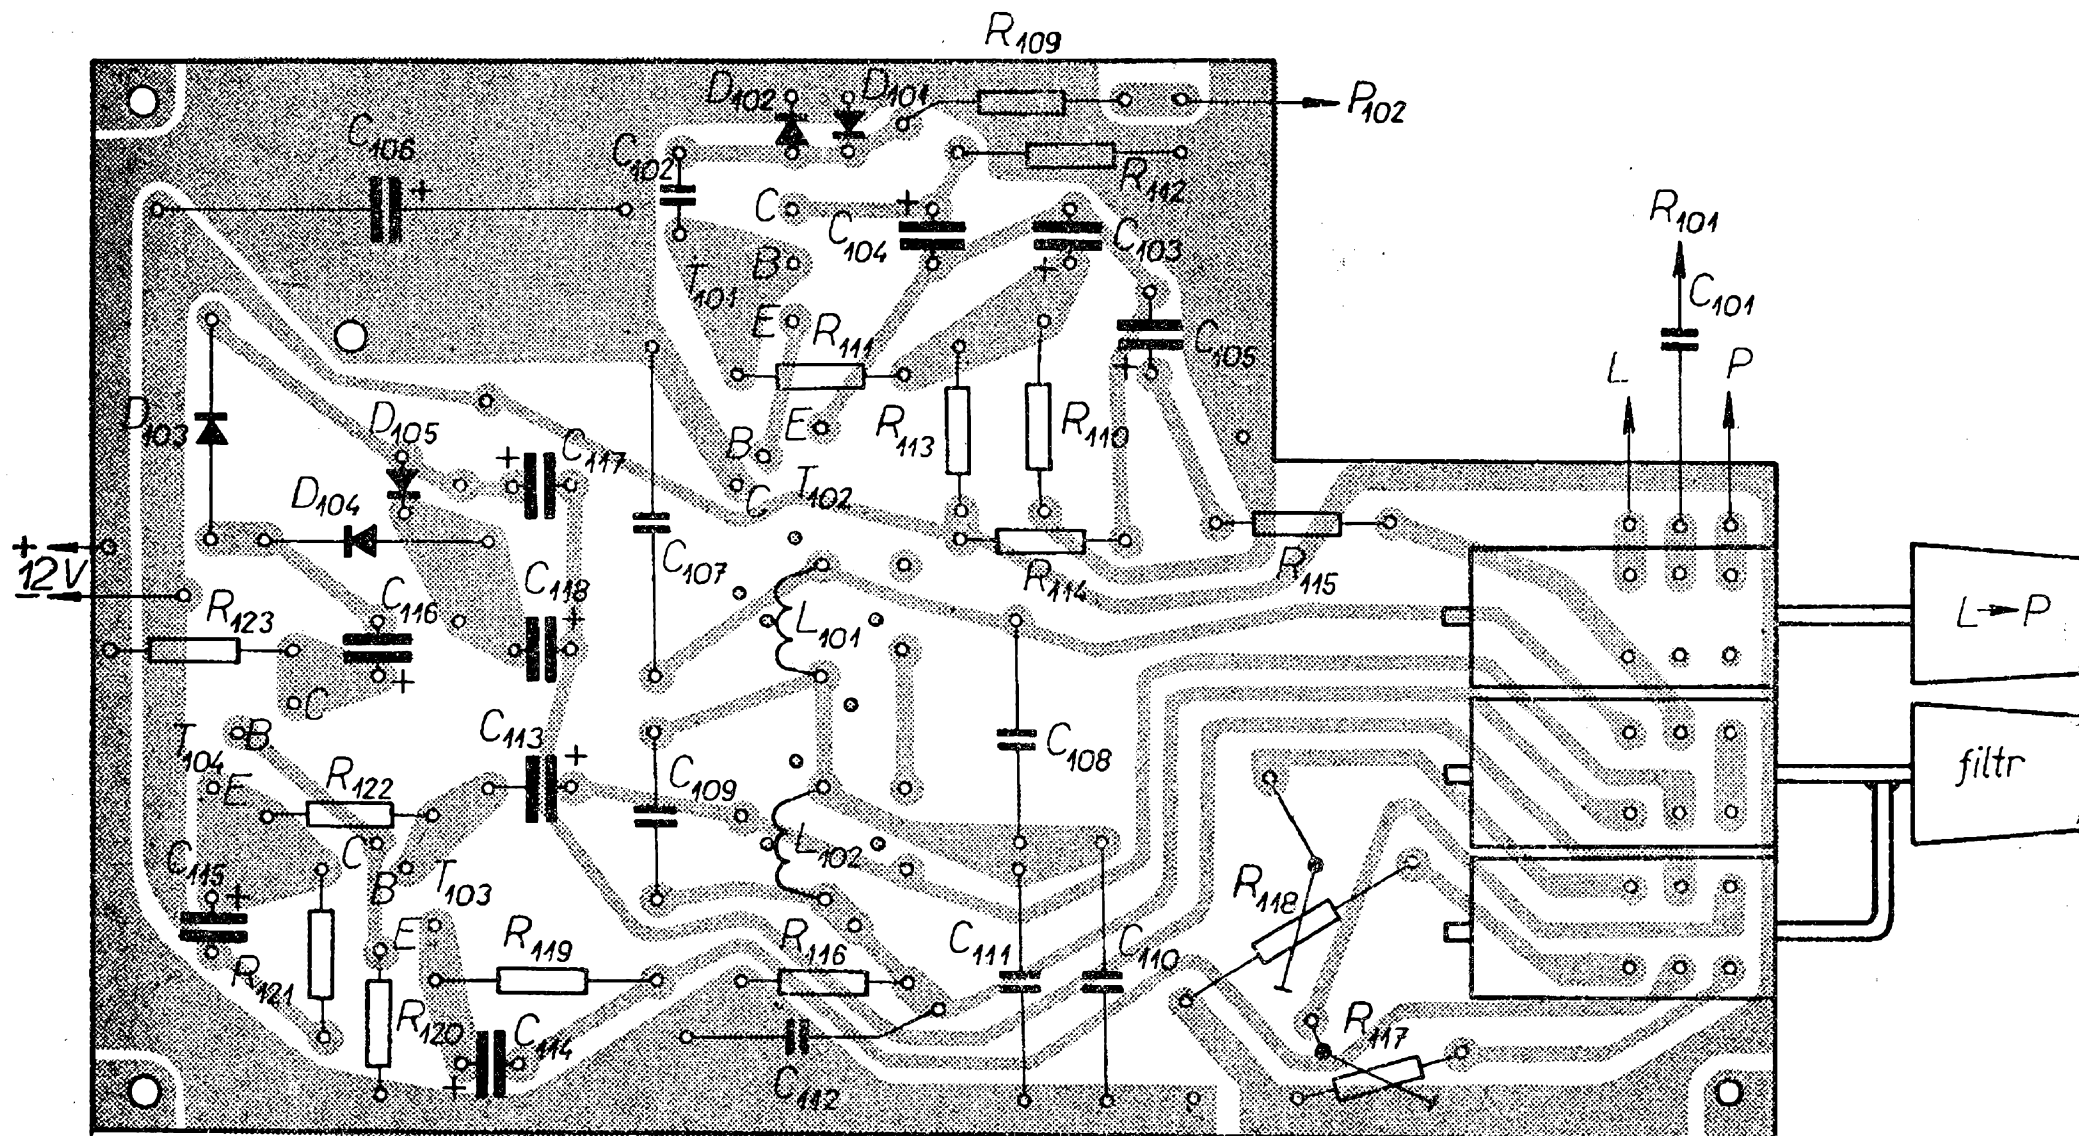 R109
D102
D101
P102
C106
C102
R112
R101
C
C104
C103
C101
B
T101
E
R111
C105
L
P
D103
D105
C117
R113
R110
E
B
C
T102
D104
+
12V
–
C107
R114
R115
R123
C116
C118
L101
L→P
C
B
T104
C113
C108
filtr
E
R122
C109
C
L102
C115
B
T103
R118
E
R119
R116
C111
C110
R121
R120
C114
R117
C112